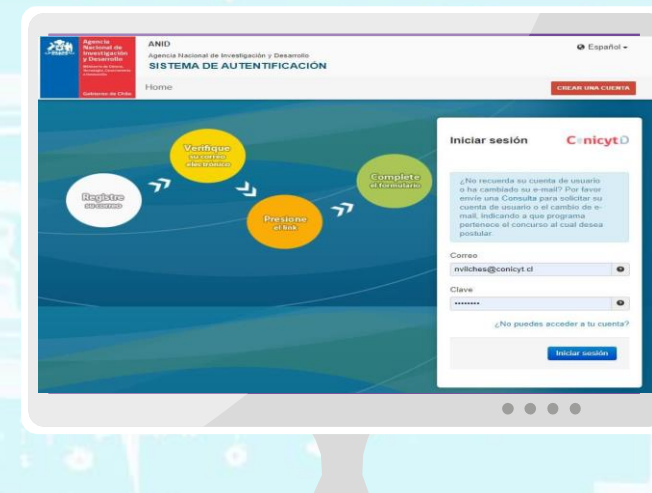 Agencia
Nacional de
Investigación
y Desarrollo
Gobierno de Chile
ANID
Agencia Nacional de Investigación y Desarrollo
SISTEMA DE AUTENTIFICACIÓN
Español
Home
CREAR UNA CUENTA
Registre
su correo
Verifique
su correo
electrónico
Presione
el link
Complete
el formulario
Iniciar sesión
Conicyt
¿No recuerda su cuenta de usuario
o ha cambiado su e-mail? Por favor
envíe una Consulta para solicitar su
cuenta de usuario o el cambio de e-
mail, indicando a que programa
pertenece el concurso al cual desea
postular.
Correo
nvilches@conicyt.cl
Clave
••••••••
¿No puedes acceder a tu cuenta?
Iniciar sesión